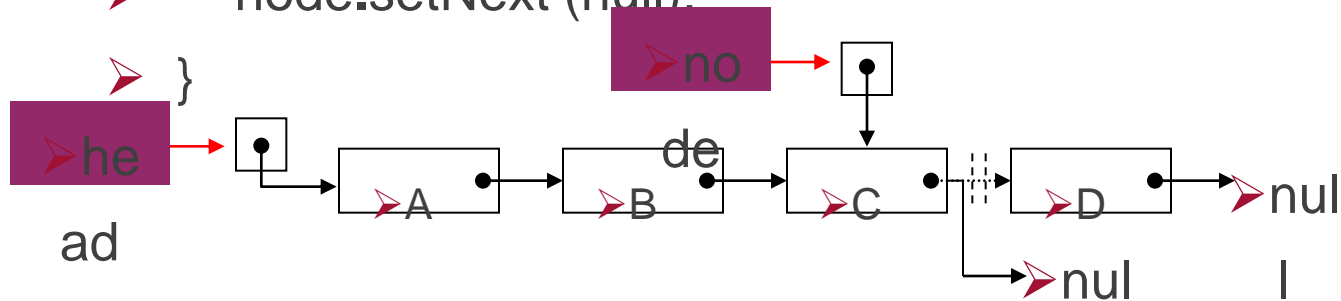 node.setNext (null);
}
no
de
he
ad
A
B
C
D
nul
l
nul